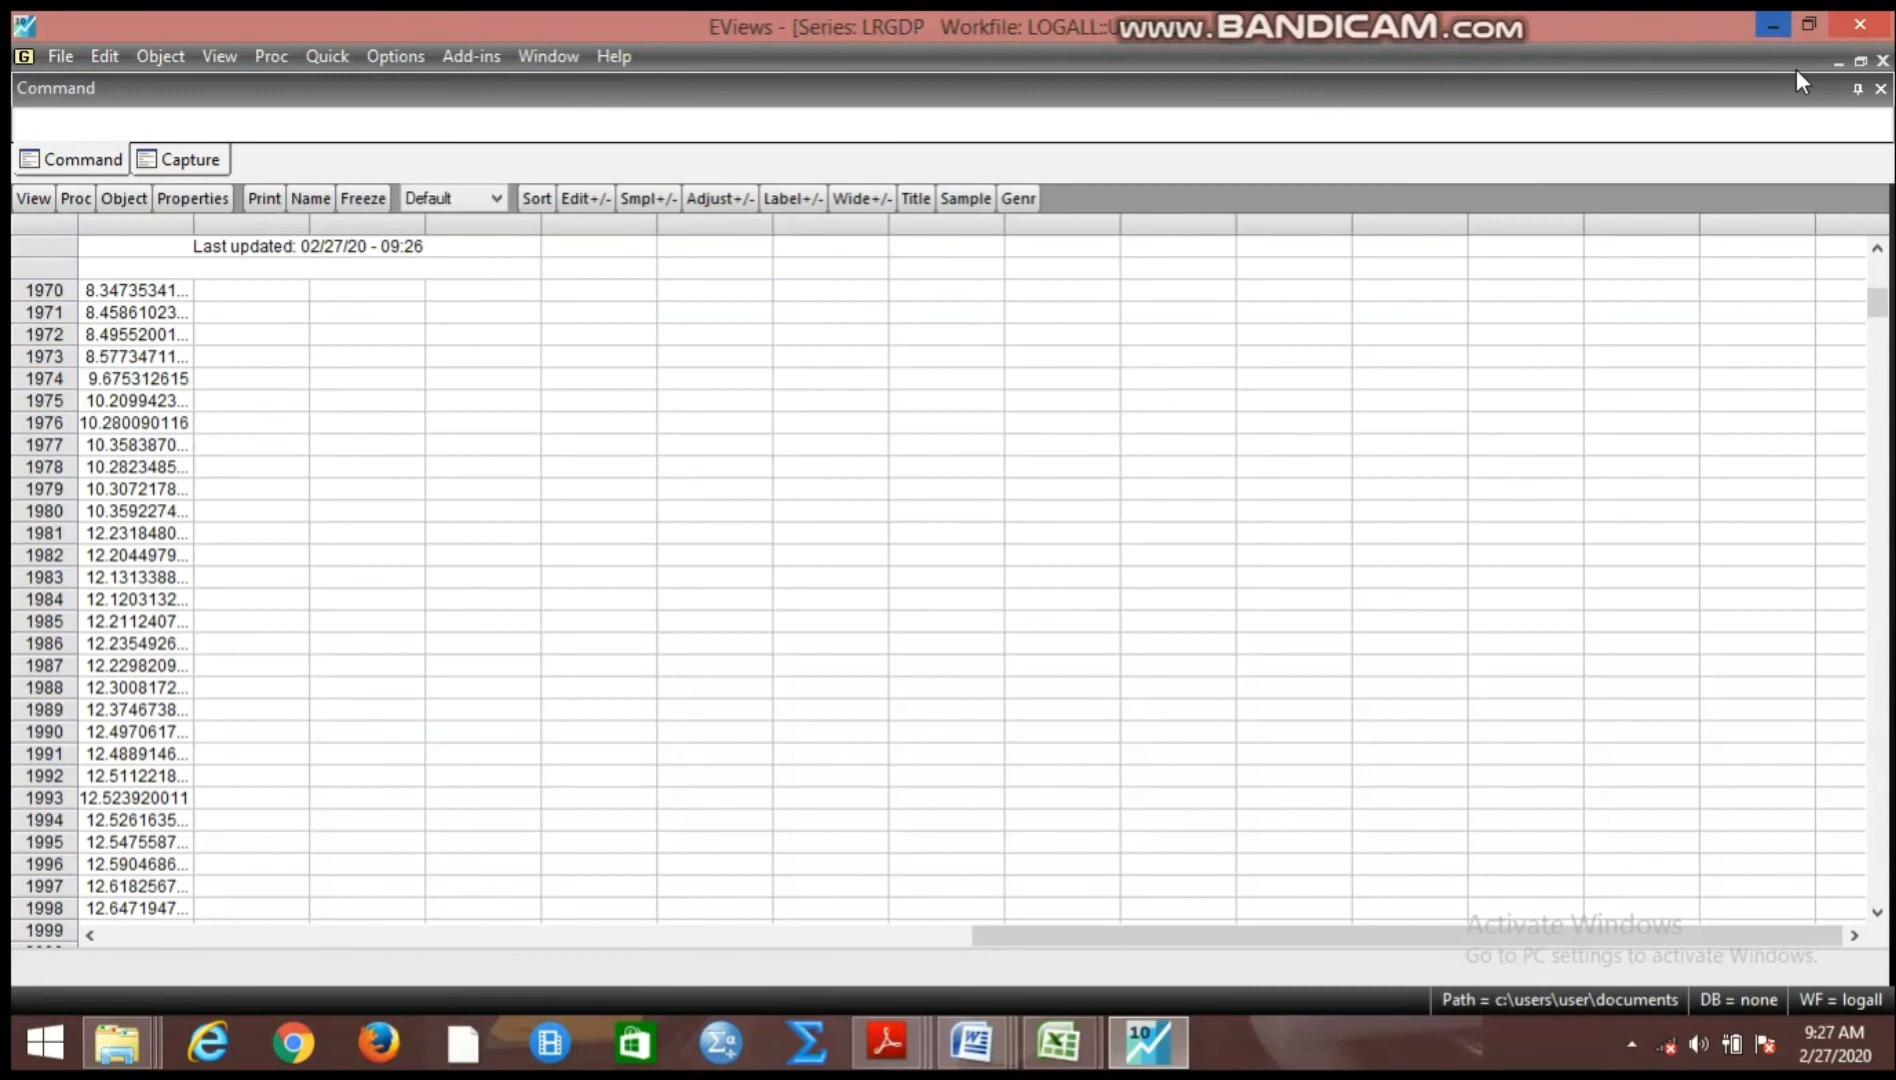 10 EViews - [Series: LRGDP Workfile: LOGALL::U
www.BANDICAM.com
G File Edit Object View Proc Quick Options Add-ins Window Help
Command
Command Capture
View Proc Object Properties Print Name Freeze Default Sort Edit+/- Smpl+/- Adjust+/- Label+/- Wide+/- Title Sample Genr
Last updated: 02/27/20 - 09:26
1970 8.34735341...
1971 8.45861023...
1972 8.49552001...
1973 8.57734711...
1974 9.675312615
1975 10.2099423...
1976 10.280090116
1977 10.3583870...
1978 10.2823485...
1979 10.3072178...
1980 10.3592274...
1981 12.2318480...
1982 12.2044979...
1983 12.1313388...
1984 12.1203132...
1985 12.2112407...
1986 12.2354926...
1987 12.2298209...
1988 12.3008172...
1989 12.3746738...
1990 12.4970617...
1991 12.4889146...
1992 12.5112218...
1993 12.523920011
1994 12.5261635...
1995 12.5475587...
1996 12.5904686...
1997 12.6182567...
1998 12.6471947...
1999
Activate Windows
Go to PC settings to activate Windows.
Path = c:\users\user\documents DB = none WF = logall
10
9:27 AM
2/27/2020